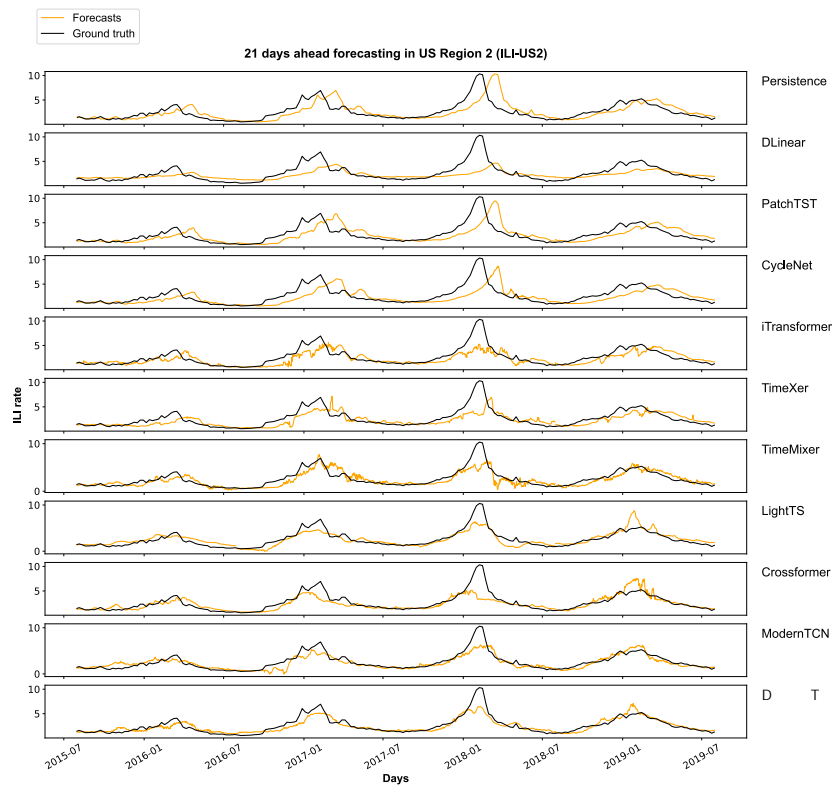 Forecasts
Ground truth
21 days ahead forecasting in US Region 2 (ILI-US2)
10
5
Persistence
10
5
DLinear
10
5
PatchTST
10
5
CycleNet
10
5
iTransformer
10
5
TimeXer
10
5
0
TimeMixer
10
5
0
LightTS
10
5
Crossformer
10
5
0
ModernTCN
10
5
D T
ILI rate
2015-07
2016-01
2016-07
2017-01
2017-07
2018-01
2018-07
2019-01
2019-07
Days